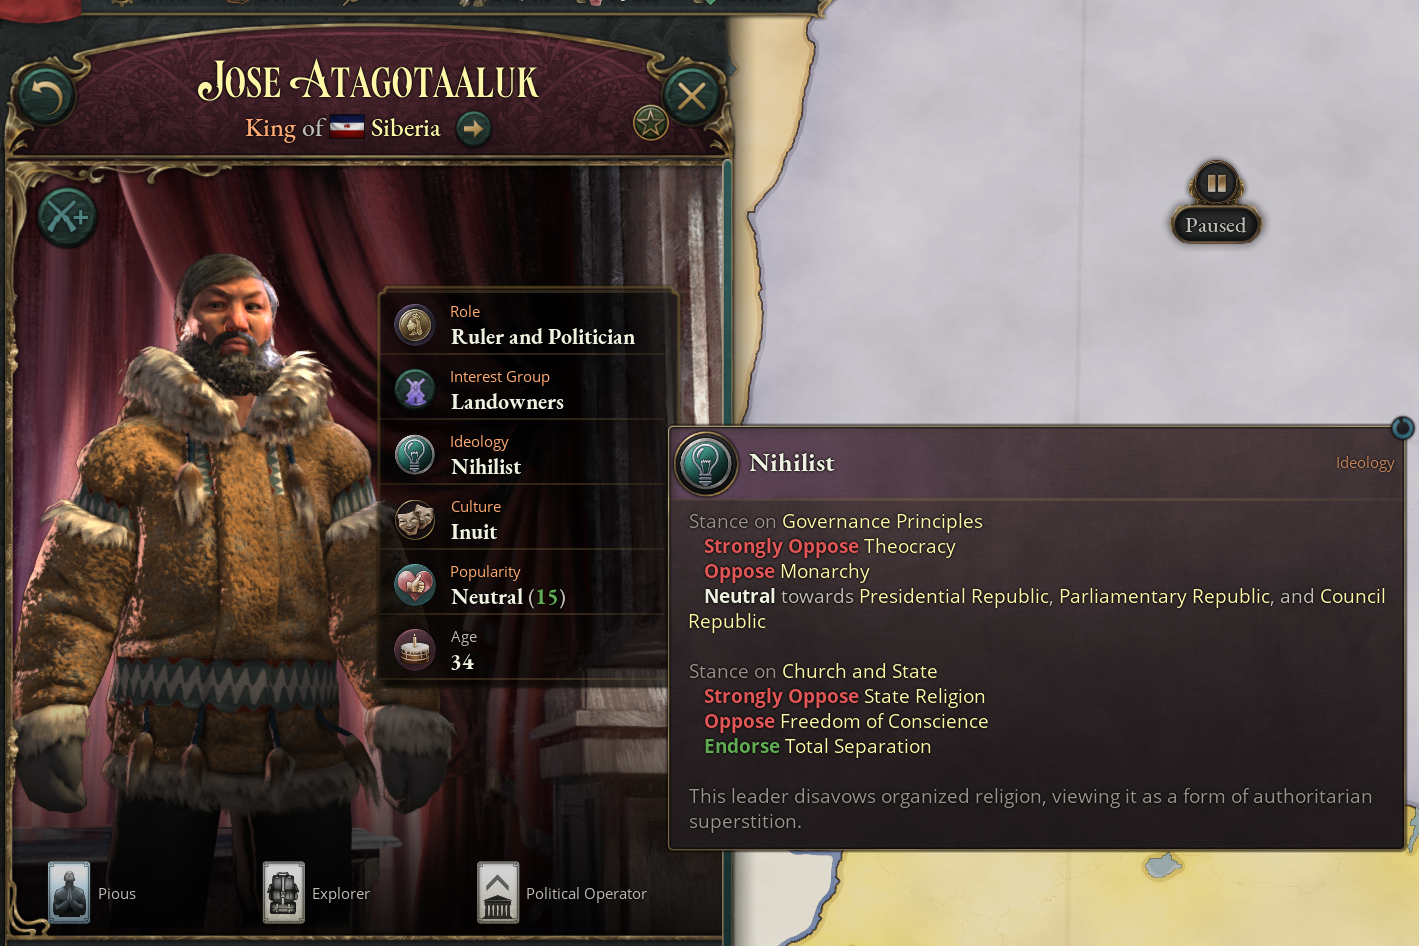 Jose Atagotaaluk
King of Siberia
Paused
Role
Ruler and Politician
Interest Group
Landowners
Ideology
Nihilist
Culture
Inuit
Popularity
Neutral (15)
Age
34
Nihilist
Ideology
Stance on Governance Principles
Strongly Oppose Theocracy
Oppose Monarchy
Neutral towards Presidential Republic, Parliamentary Republic, and Council
Republic
Stance on Church and State
Strongly Oppose State Religion
Oppose Freedom of Conscience
Endorse Total Separation
This leader disavows organized religion, viewing it as a form of authoritarian
superstition.
Pious
Explorer
Political Operator